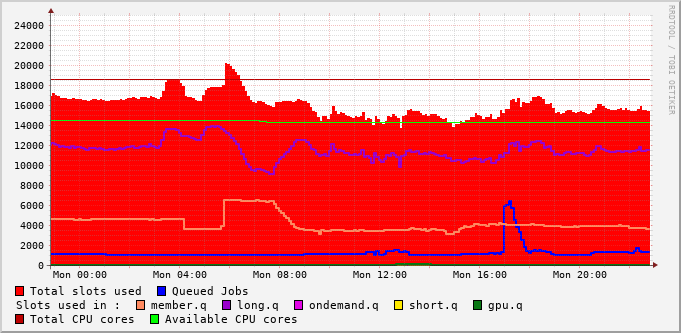 RRDTOOL / TOBI OETIKER
24000
22000
20000
18000
16000
14000
12000
10000
8000
6000
4000
2000
0
Mon 00:00 Mon 04:00 Mon 08:00 Mon 12:00 Mon 16:00 Mon 20:00
Total slots used Queued Jobs
Slots used in : member.q long.q ondemand.q short.q gpu.q
Total CPU cores Available CPU cores